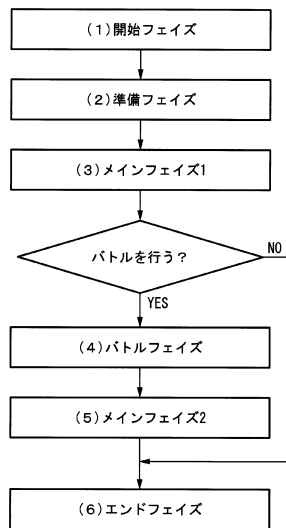 (1)開始フェイズ
(2)準備フェイズ
(3)メインフェイズ1
バトルを行う?
NO
YES
(4)バトルフェイズ
(5)メインフェイズ2
(6)エンドフェイズ